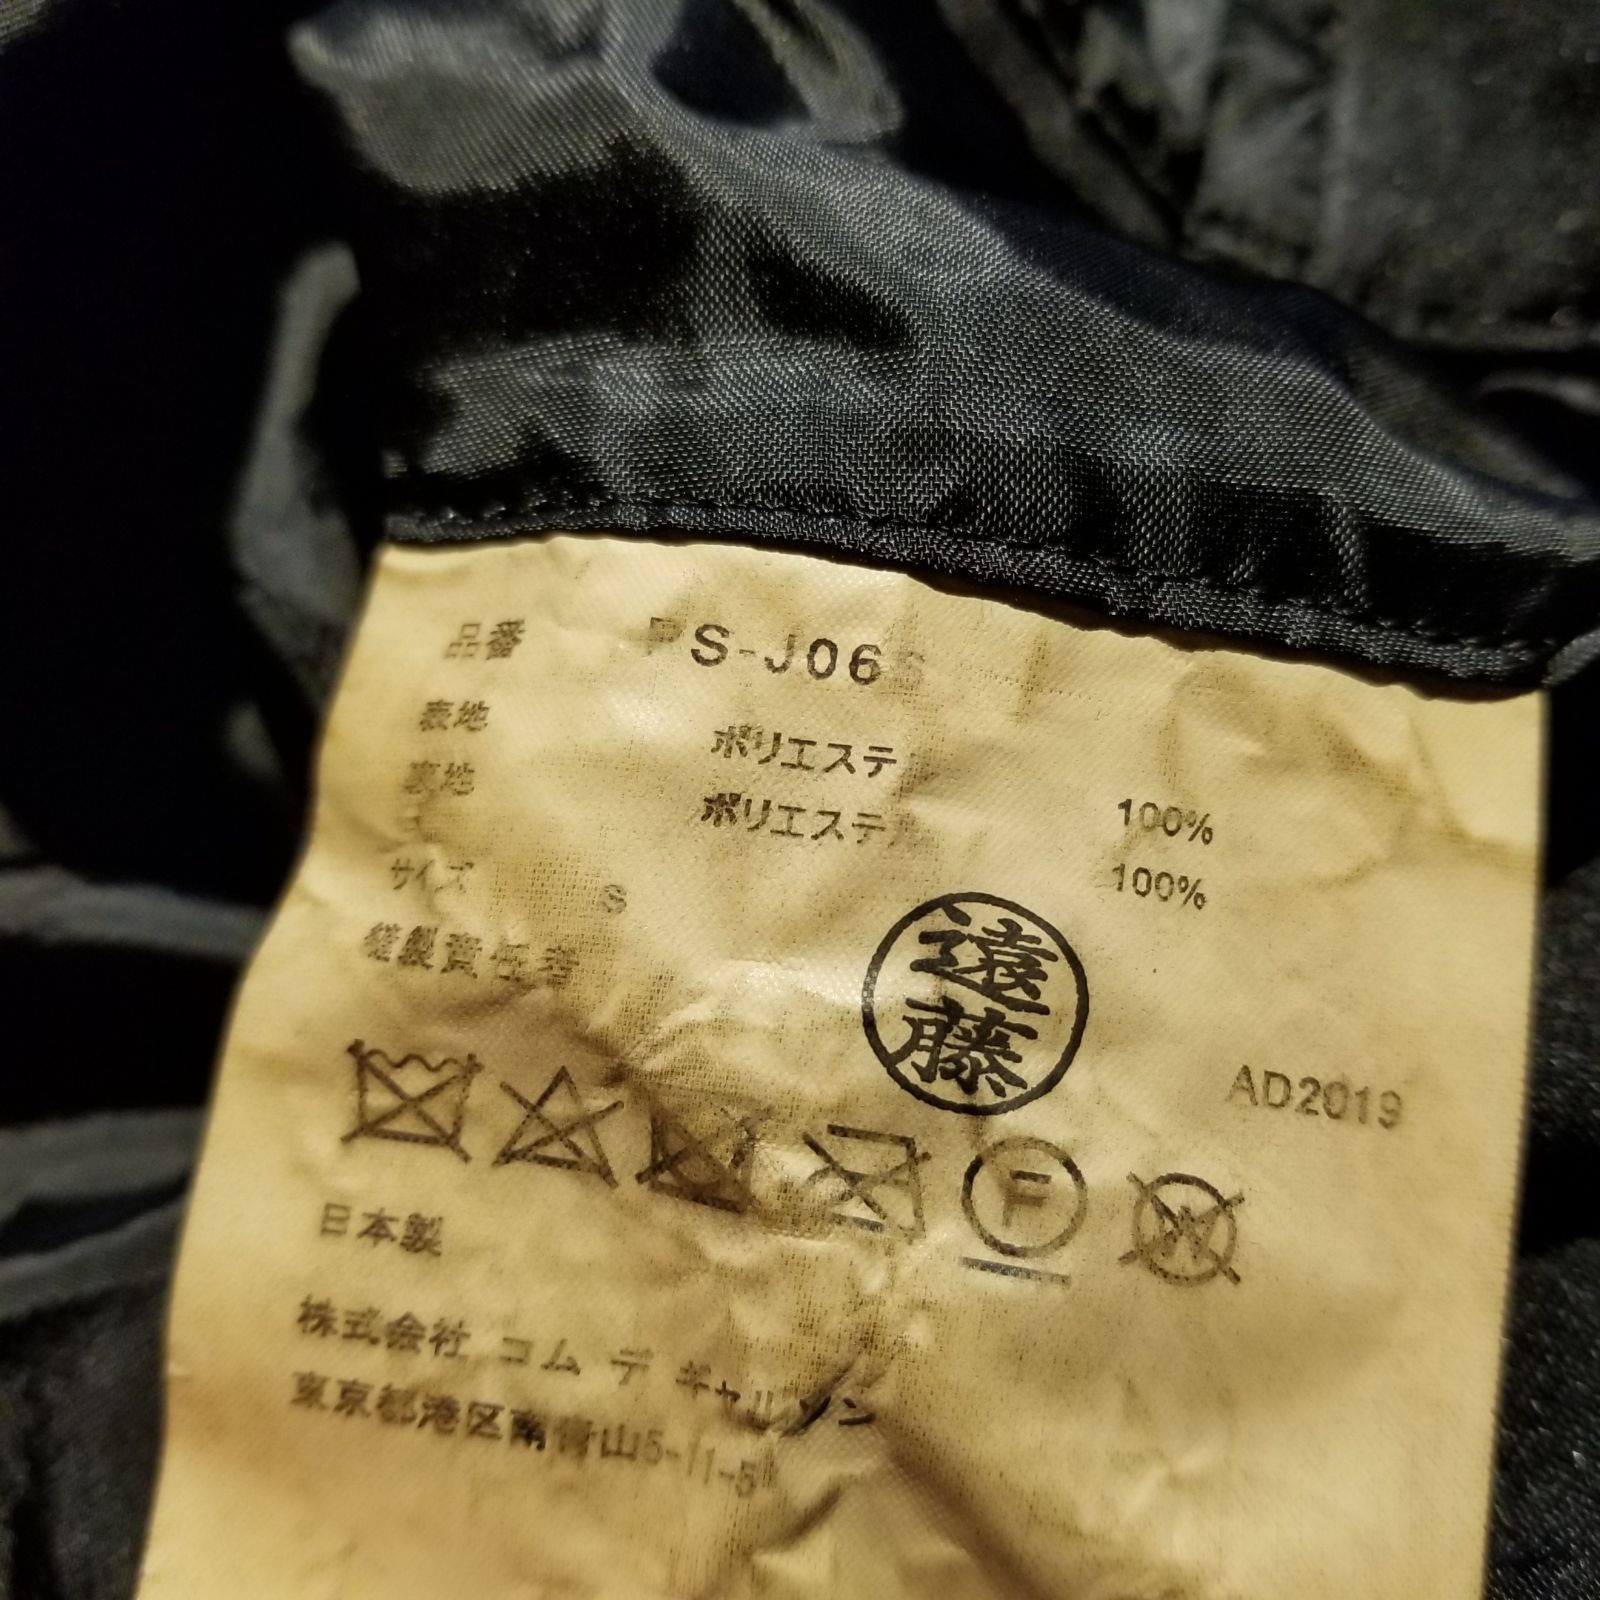 品番 PS-J066
表地 ポリエステ 100%
裏地 ポリエステ 100%
サイズ S
縫製責任者
遠藤
AD2019
F
W
日本製
株式会社 コム デ ギャルソン
東京都港区南青山5-11-5